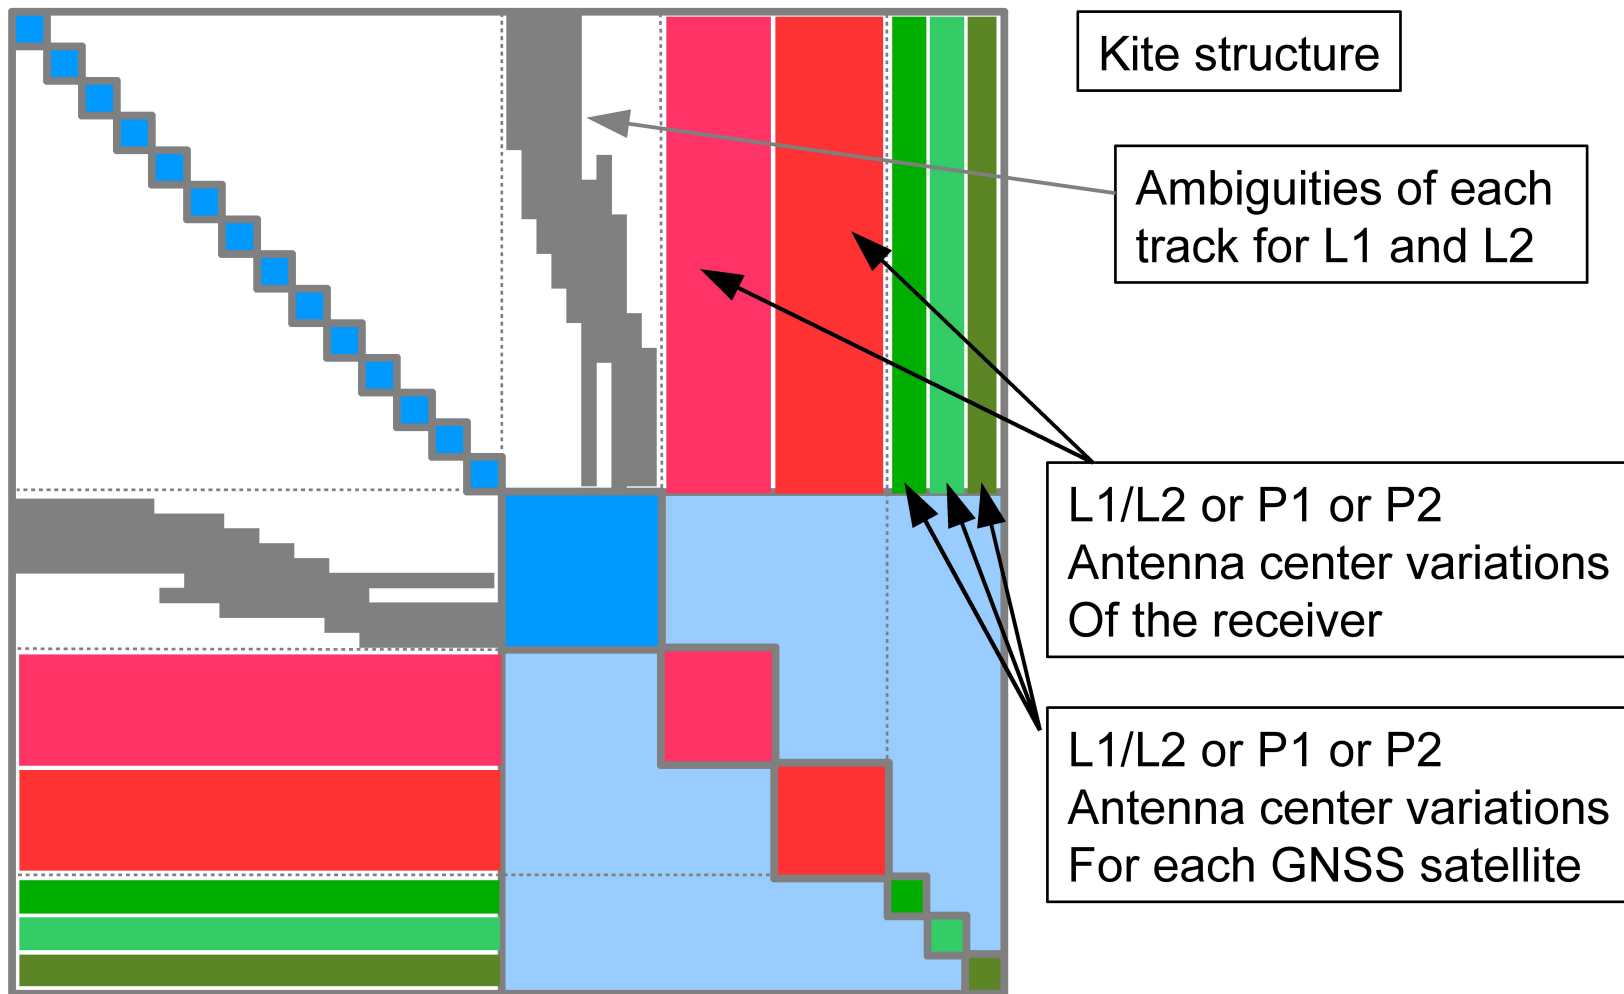 Kite structure
Ambiguities of each
track for L1 and L2
L1/L2 or P1 or P2
Antenna center variations
Of the receiver
L1/L2 or P1 or P2
Antenna center variations
For each GNSS satellite